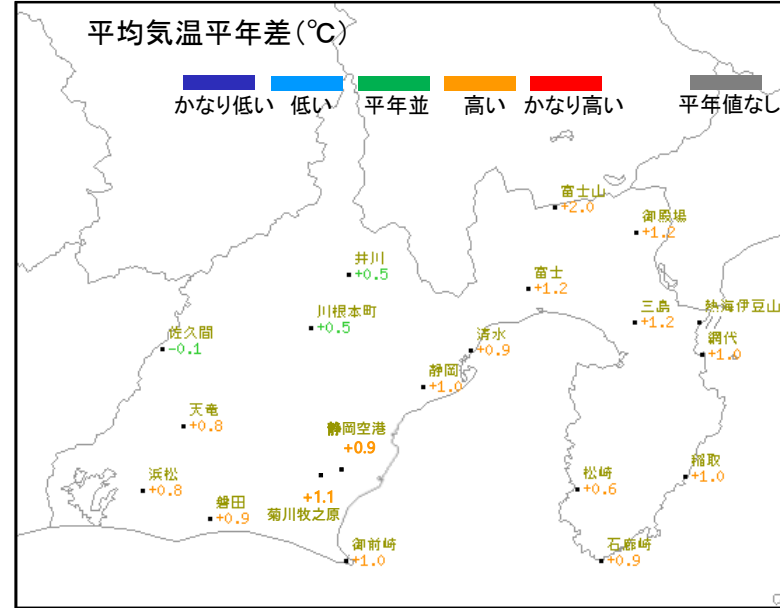 平均気温平年差(℃)
かなり低い 低い 平年並 高い かなり高い 平年値なし
富士山
+2.0
御殿場
+1.2
井川
+0.5
富士
+1.2
川根本町
+0.5
三島
+1.2
熱海伊豆山
佐久間
-0.1
清水
+0.9
網代
+1.0
静岡
+1.0
天竜
+0.8
静岡空港
+0.9
浜松
+0.8
菊川牧之原
+1.1
磐田
+0.9
松崎
+0.6
稲取
+1.0
御前崎
+1.0
石廊崎
+0.9